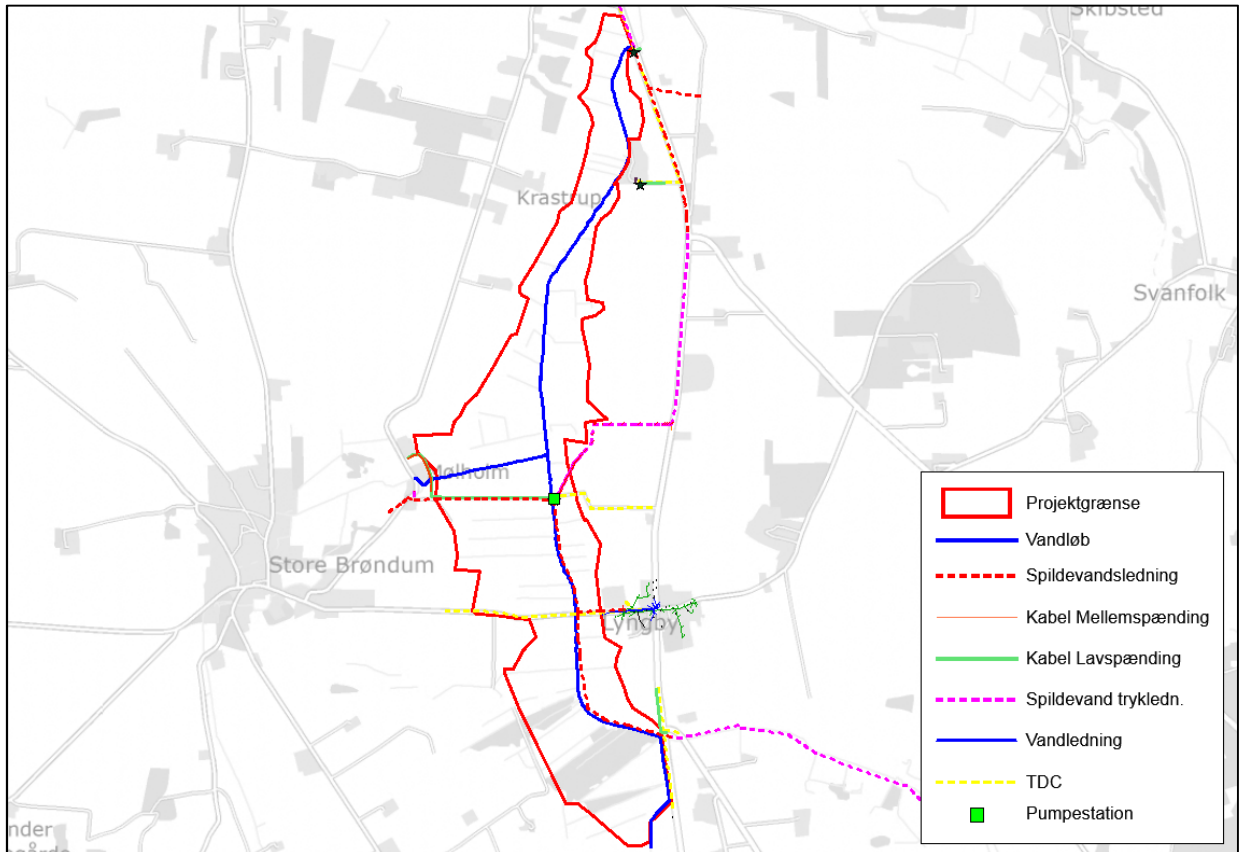 Skibsted
Krastrup
Svanfolk
Mølholm
Store Brøndum
Lyngby
Projektgrænse
Vandløb
Spildevandsledning
Kabel Mellemspænding
Kabel Lavspænding
Spildevand trykledn.
Vandledning
TDC
Pumpestation